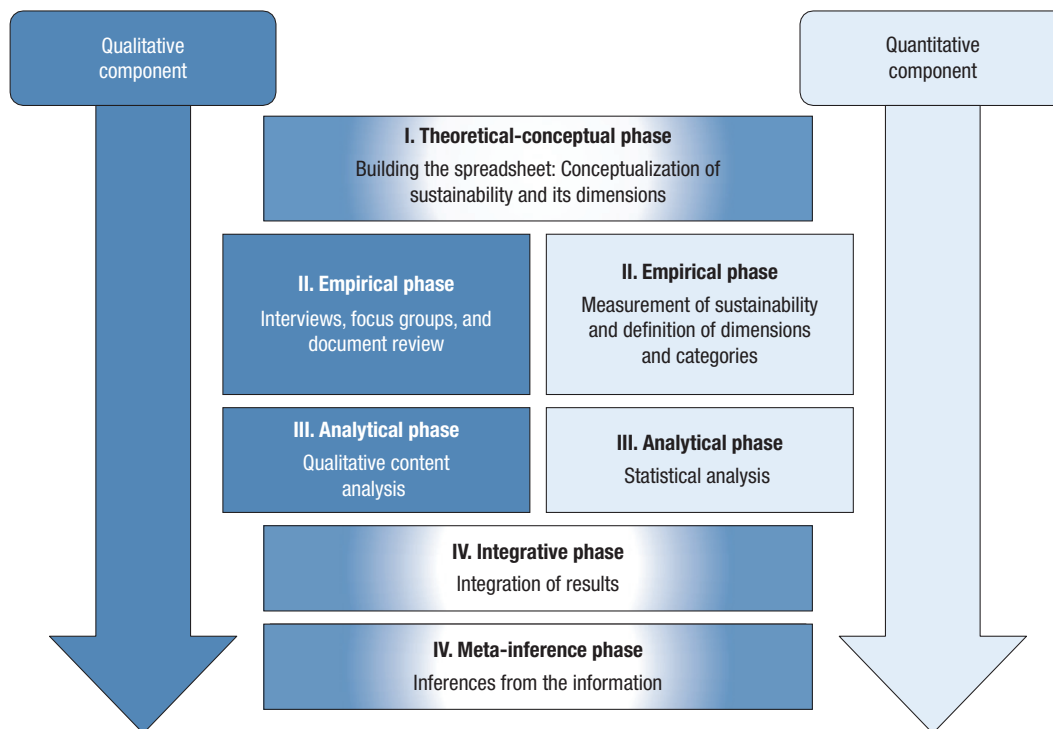 Qualitative
component
Quantitative
component
I. Theoretical-conceptual phase
Building the spreadsheet: Conceptualization of
sustainability and its dimensions
II. Empirical phase
Interviews, focus groups, and
document review
II. Empirical phase
Measurement of sustainability
and definition of dimensions
and categories
III. Analytical phase
Qualitative content
analysis
III. Analytical phase
Statistical analysis
IV. Integrative phase
Integration of results
IV. Meta-inference phase
Inferences from the information